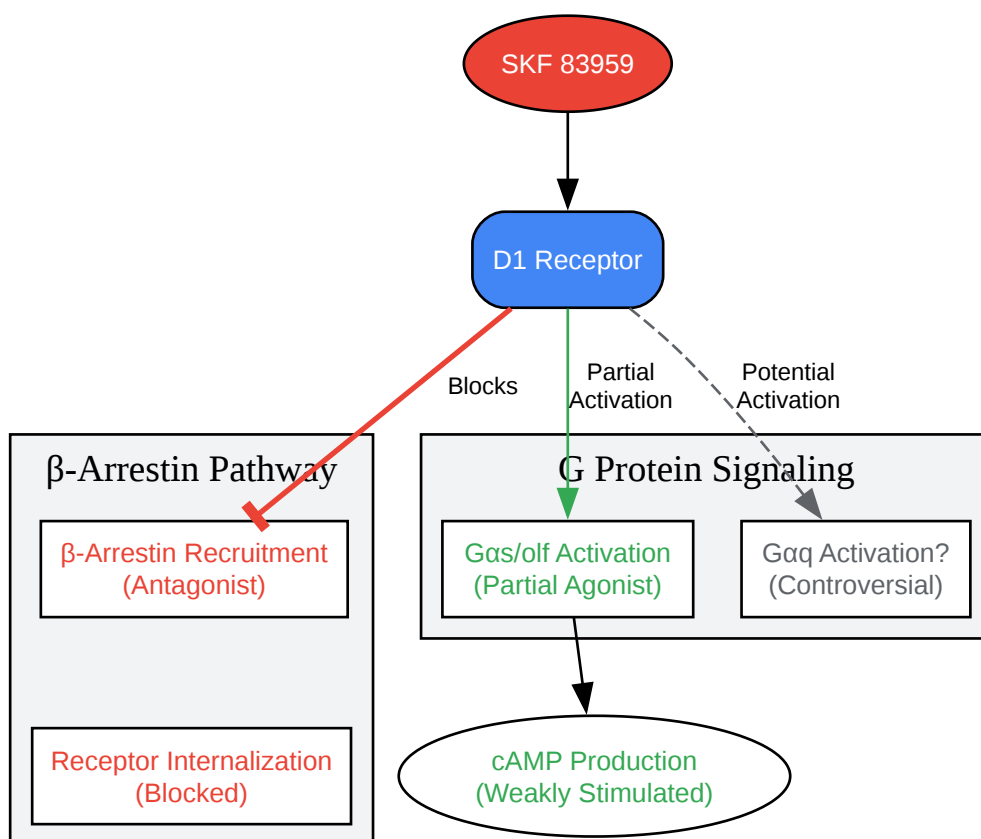 SKF 83959
D1 Receptor
Blocks
Partial
Activation
Potential
Activation
β-Arrestin Pathway
G Protein Signaling
β-Arrestin Recruitment
(Antagonist)
Gαs/olf Activation
(Partial Agonist)
Gαq Activation?
(Controversial)
Receptor Internalization
(Blocked)
cAMP Production
(Weakly Stimulated)